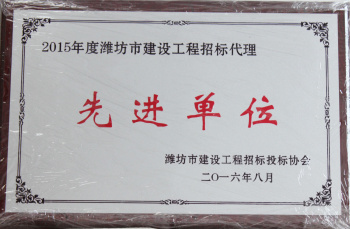 2015年度潍坊市建设工程招标代理
先进单位
潍坊市建设工程招标投标协会
二〇一六年八月